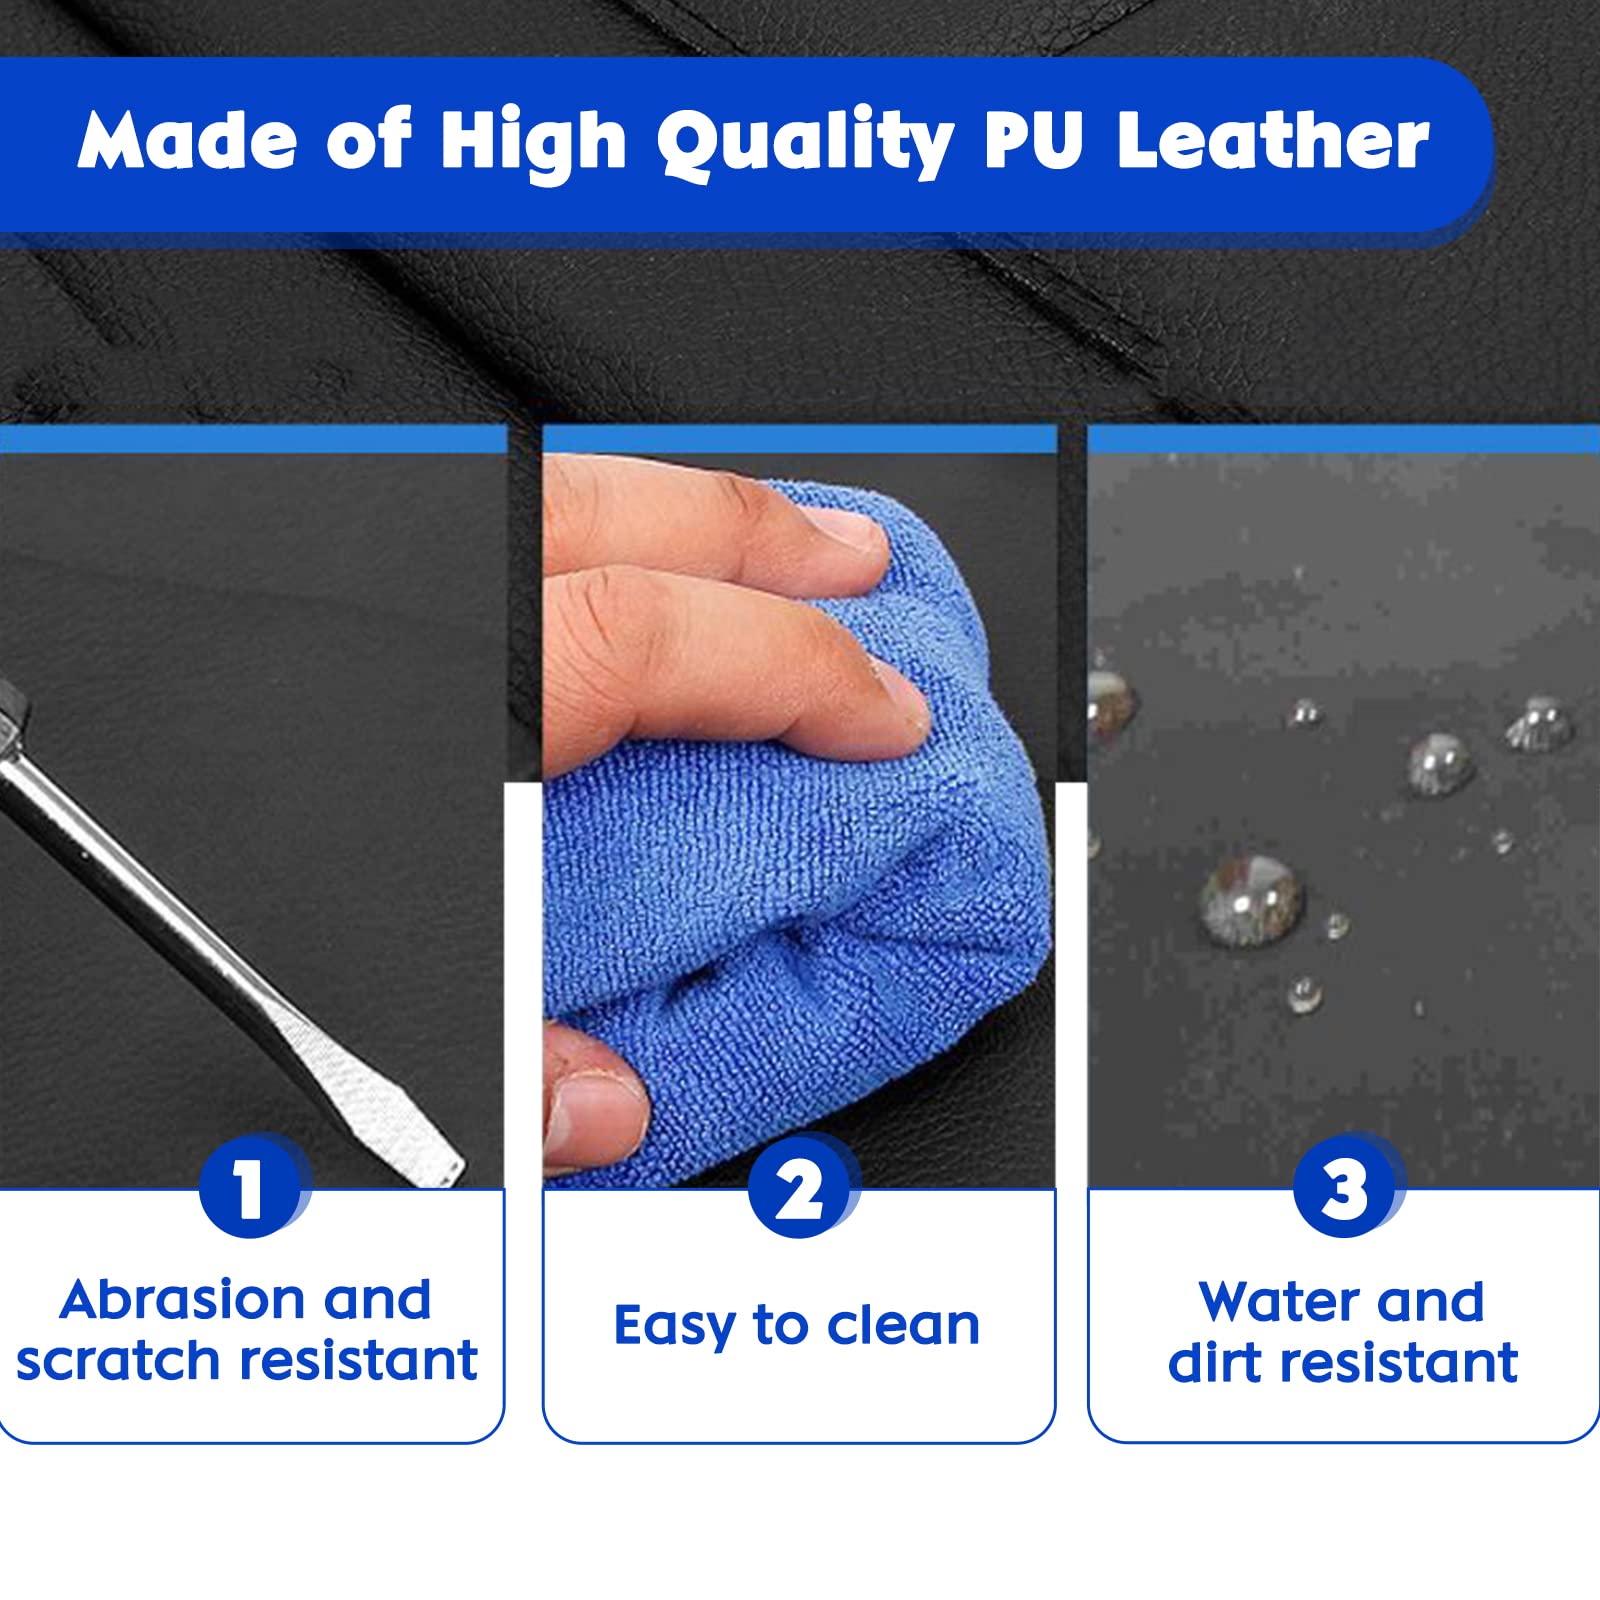 Made of High Quality PU Leather
1
Abrasion and
scratch resistant
2
Easy to clean
3
Water and
dirt resistant